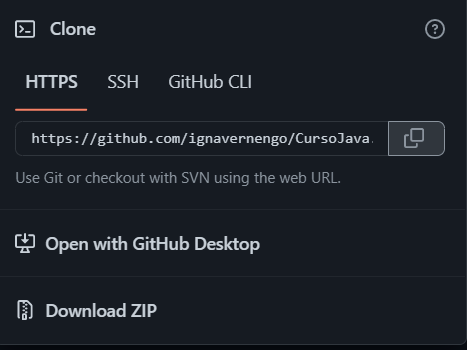 Clone
HTTPS SSH GitHub CLI
https://github.com/ignavernengo/CursoJava.
Use Git or checkout with SVN using the web URL.
Open with GitHub Desktop
Download ZIP